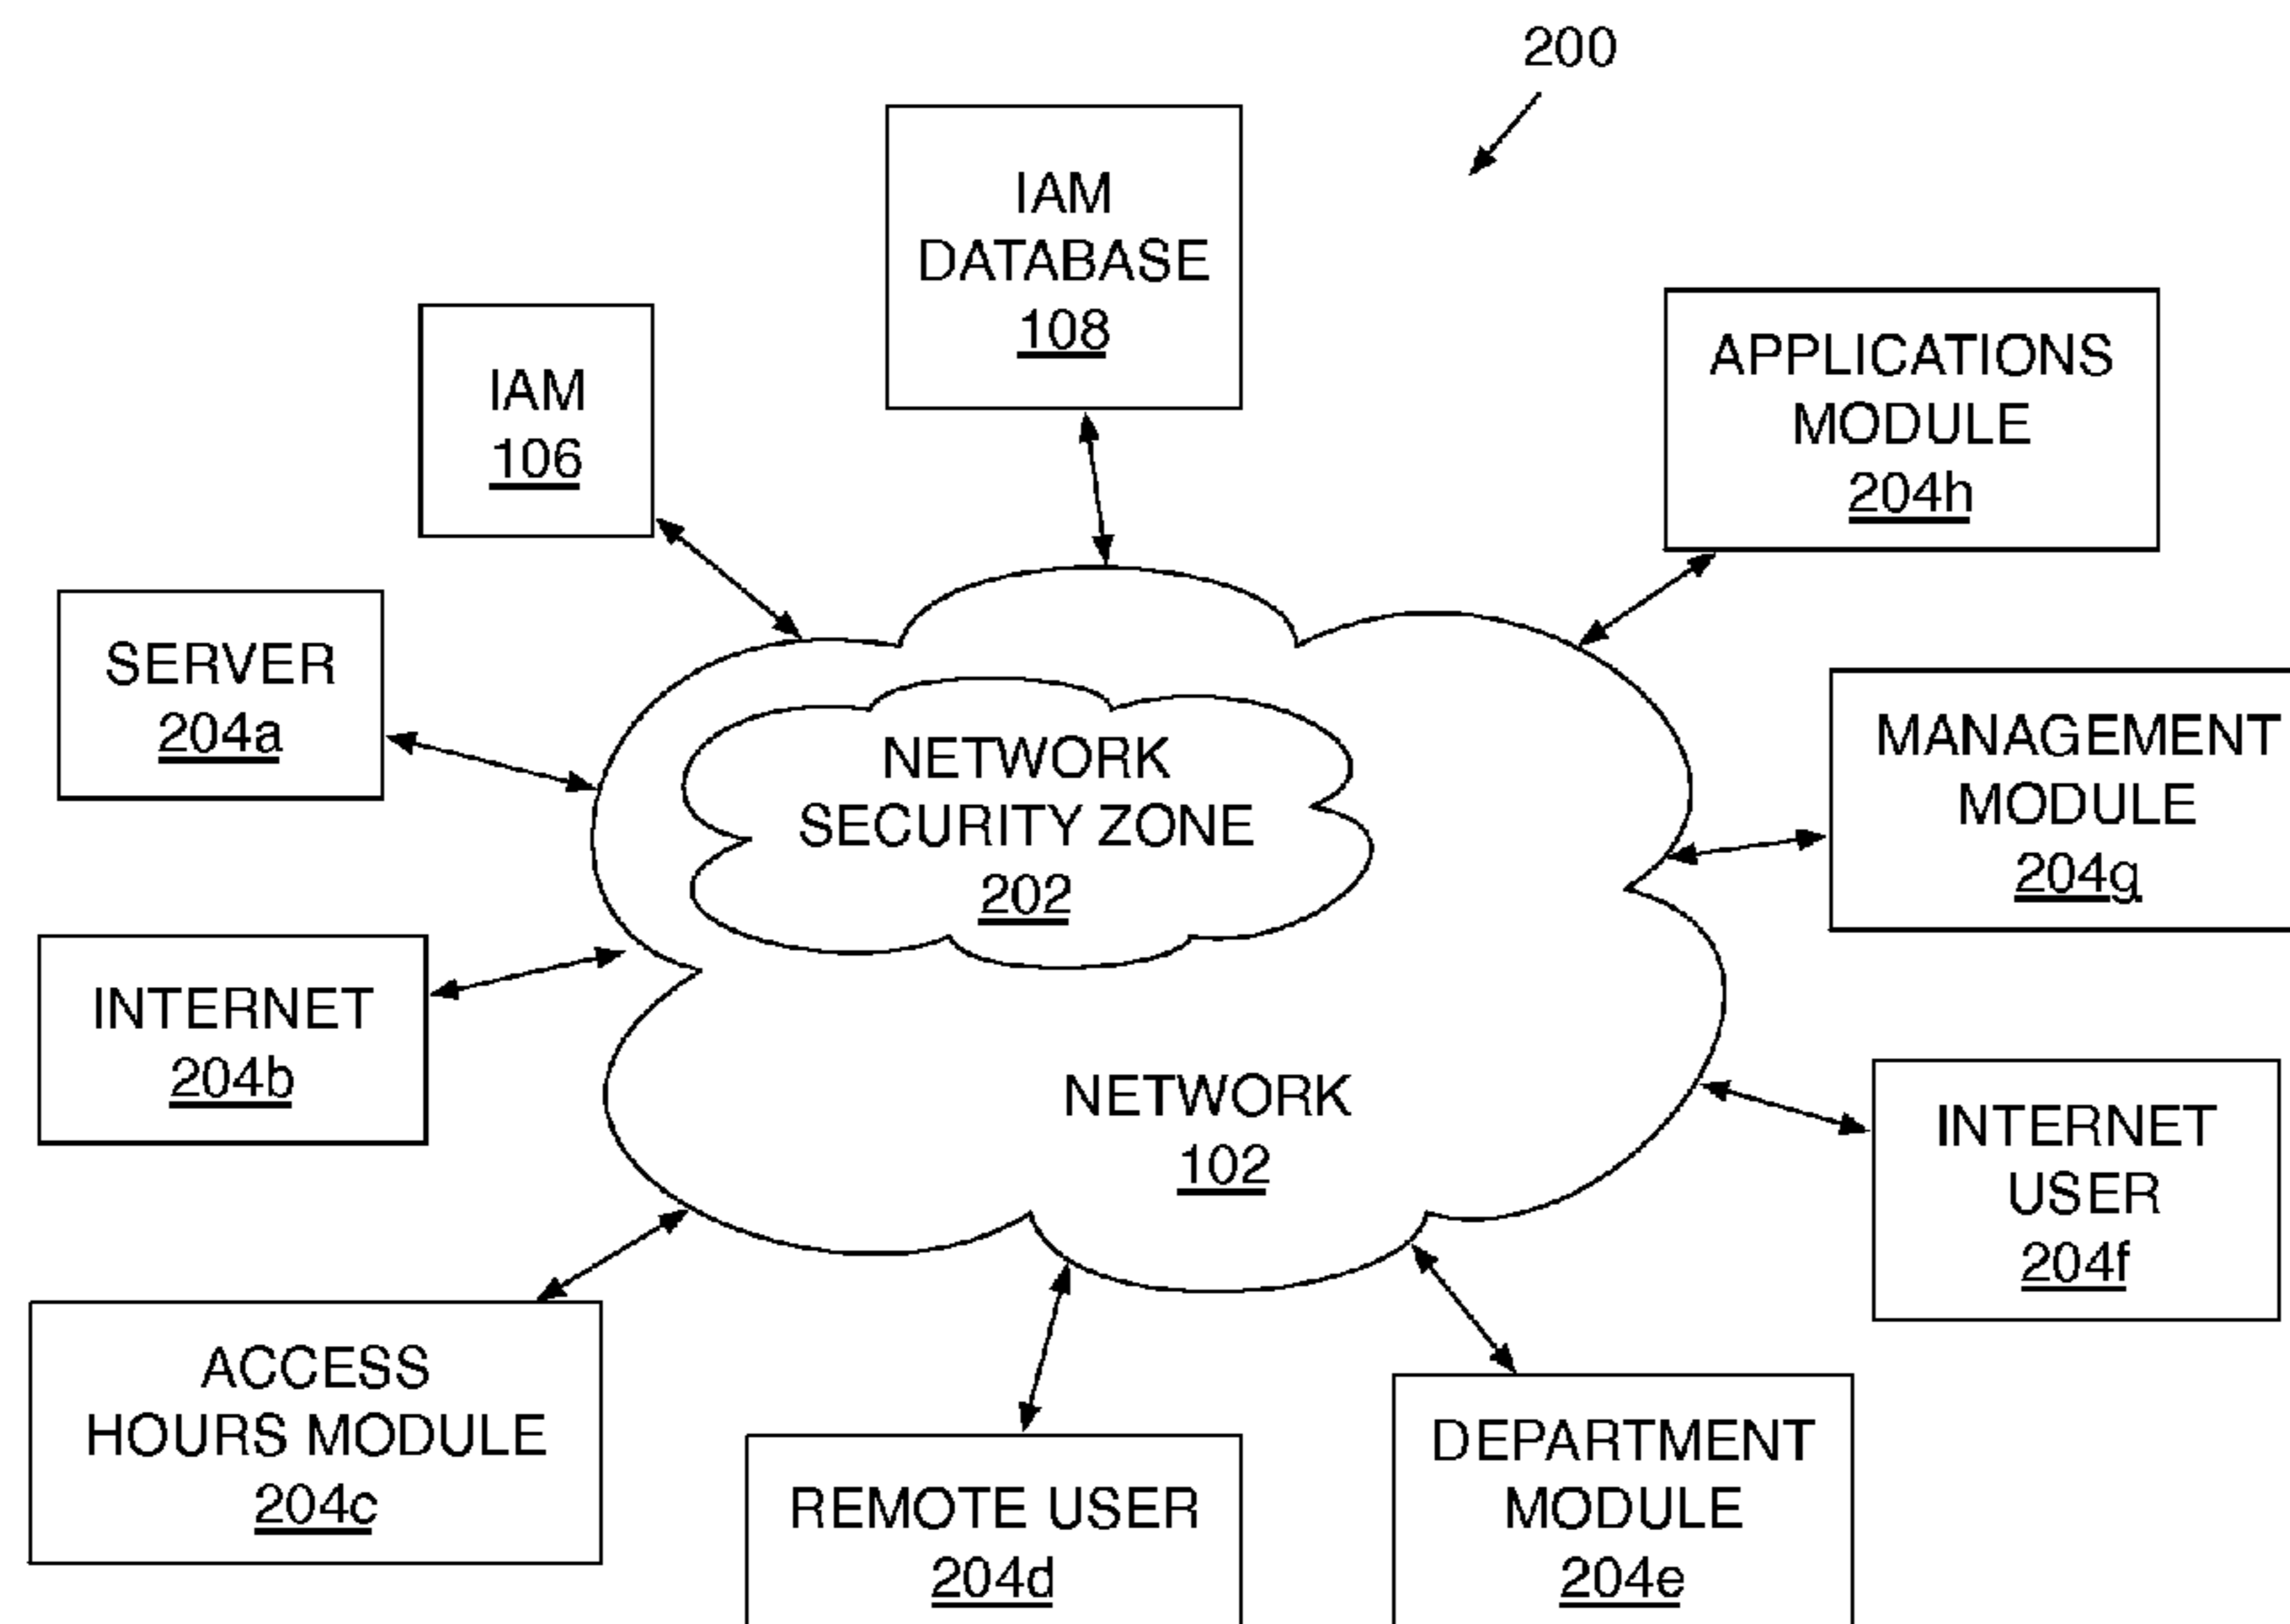 200
IAM
DATABASE
108
IAM
106
APPLICATIONS
MODULE
204h
SERVER
204a
NETWORK
SECURITY ZONE
202
MANAGEMENT
MODULE
204g
INTERNET
204b
NETWORK
102
INTERNET
USER
204f
ACCESS
HOURS MODULE
204c
REMOTE USER
204d
DEPARTMENT
MODULE
204e